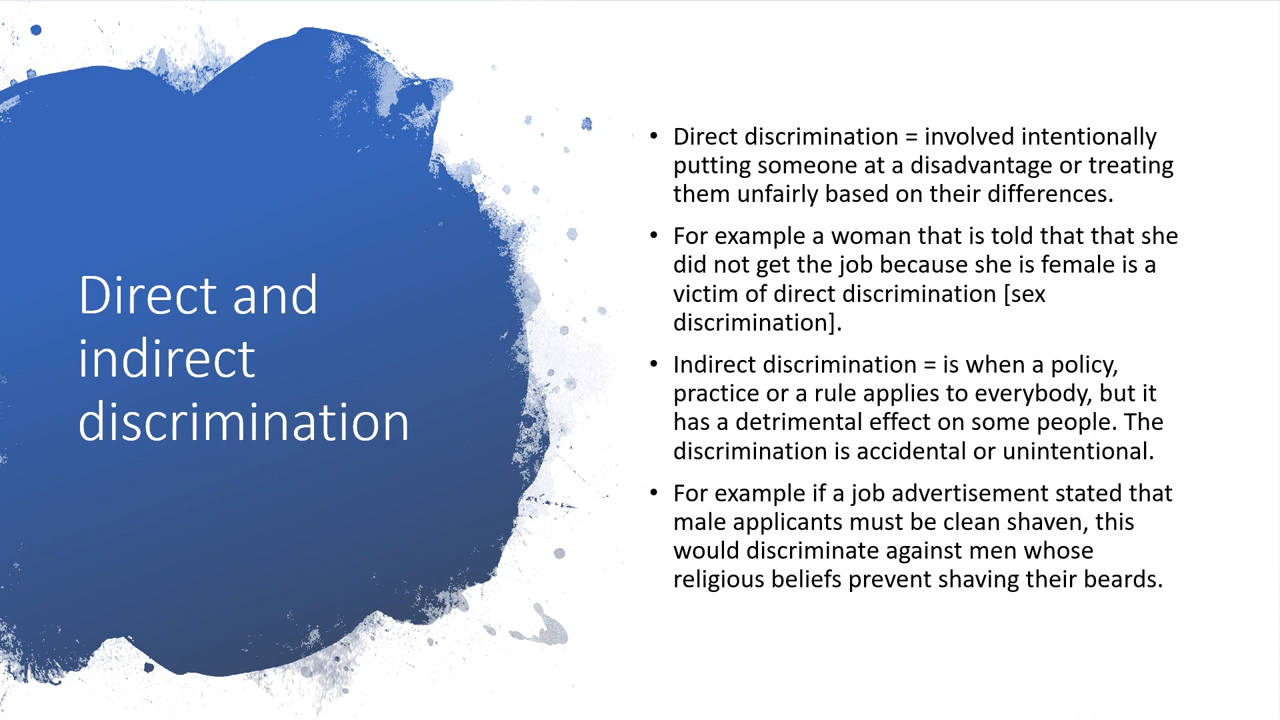 Direct and
indirect
discrimination
• Direct discrimination = involved intentionally
putting someone at a disadvantage or treating
them unfairly based on their differences.
• For example a woman that is told that that she
did not get the job because she is female is a
victim of direct discrimination [sex
discrimination].
• Indirect discrimination = is when a policy,
practice or a rule applies to everybody, but it
has a detrimental effect on some people. The
discrimination is accidental or unintentional.
• For example if a job advertisement stated that
male applicants must be clean shaven, this
would discriminate against men whose
religious beliefs prevent shaving their beards.